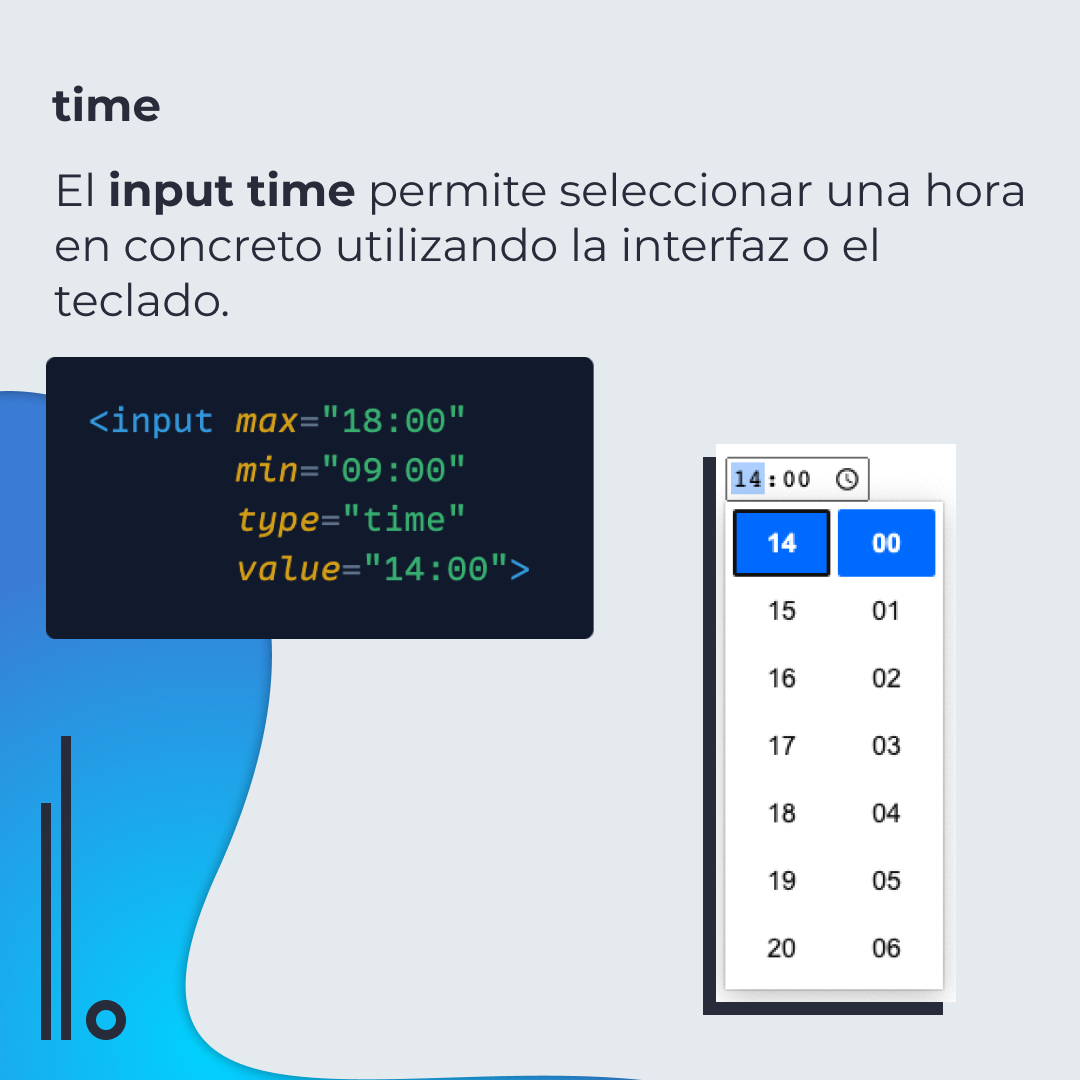 time
El input time permite seleccionar una hora
en concreto utilizando la interfaz o el
teclado.
<input max="18:00"
min="09:00"
type="time"
value="14:00">
14:00
14 00
15 01
16 02
17 03
18 04
19 05
20 06